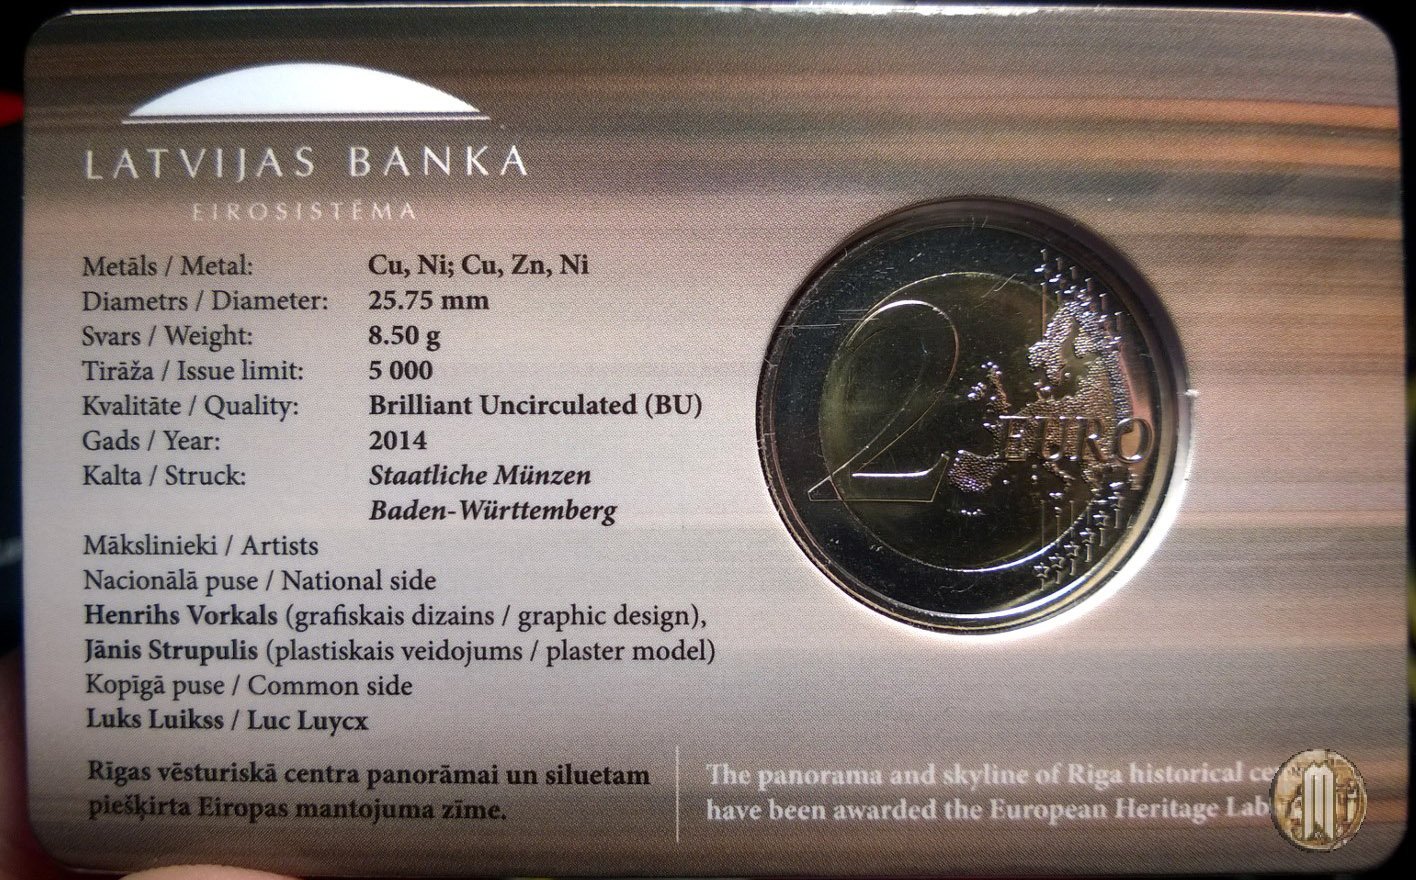 LATVIJAS BANKA
EIROSISTĒMA
Metāls / Metal: Cu, Ni; Cu, Zn, Ni
Diametrs / Diameter: 25.75 mm
Svars / Weight: 8.50 g
Tirāža / Issue limit: 5 000
Kvalitāte / Quality: Brilliant Uncirculated (BU)
Gads / Year: 2014
Kalta / Struck: Staatliche Münzen
Baden-Württemberg
Mākslinieki / Artists
Nacionālā puse / National side
Henrihs Vorkals (grafiskais dizains / graphic design),
Jānis Strupulis (plastiskais veidojums / plaster model)
Kopīgā puse / Common side
Luks Luikss / Luc Luycx
Rīgas vēsturiskā centra panorāmai un siluetam
piešķirta Eiropas mantojuma zīme.
The panorama and skyline of Riga historical
have been awarded the European Heritage
2 EURO